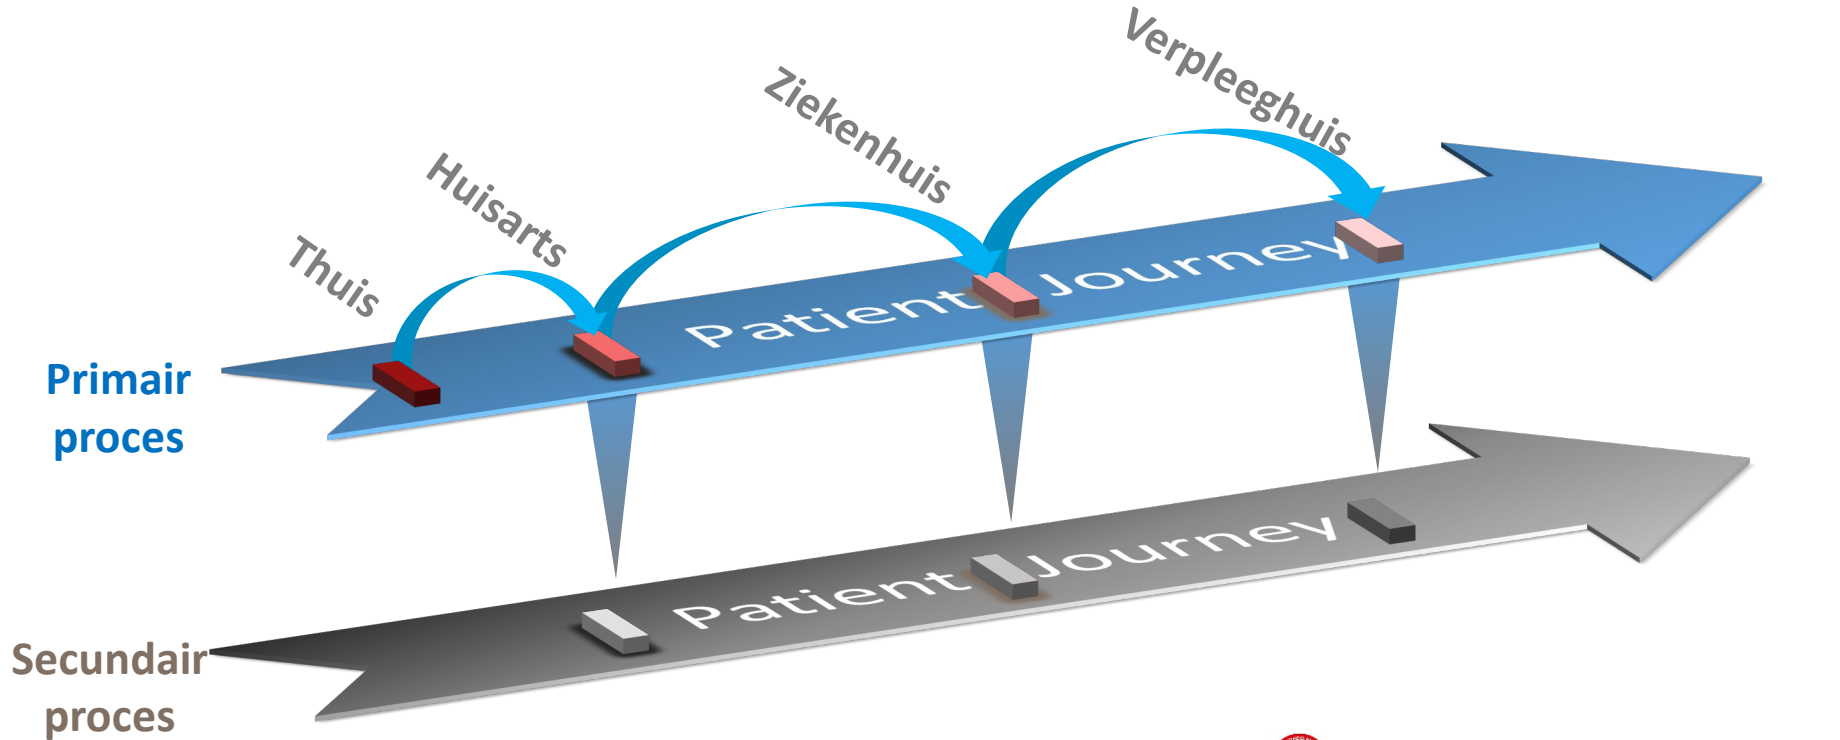 Verpleeghuis
Ziekenhuis
Huisarts
Thuis
Patient Journey
Primair
proces
Patient Journey
Secundair
proces